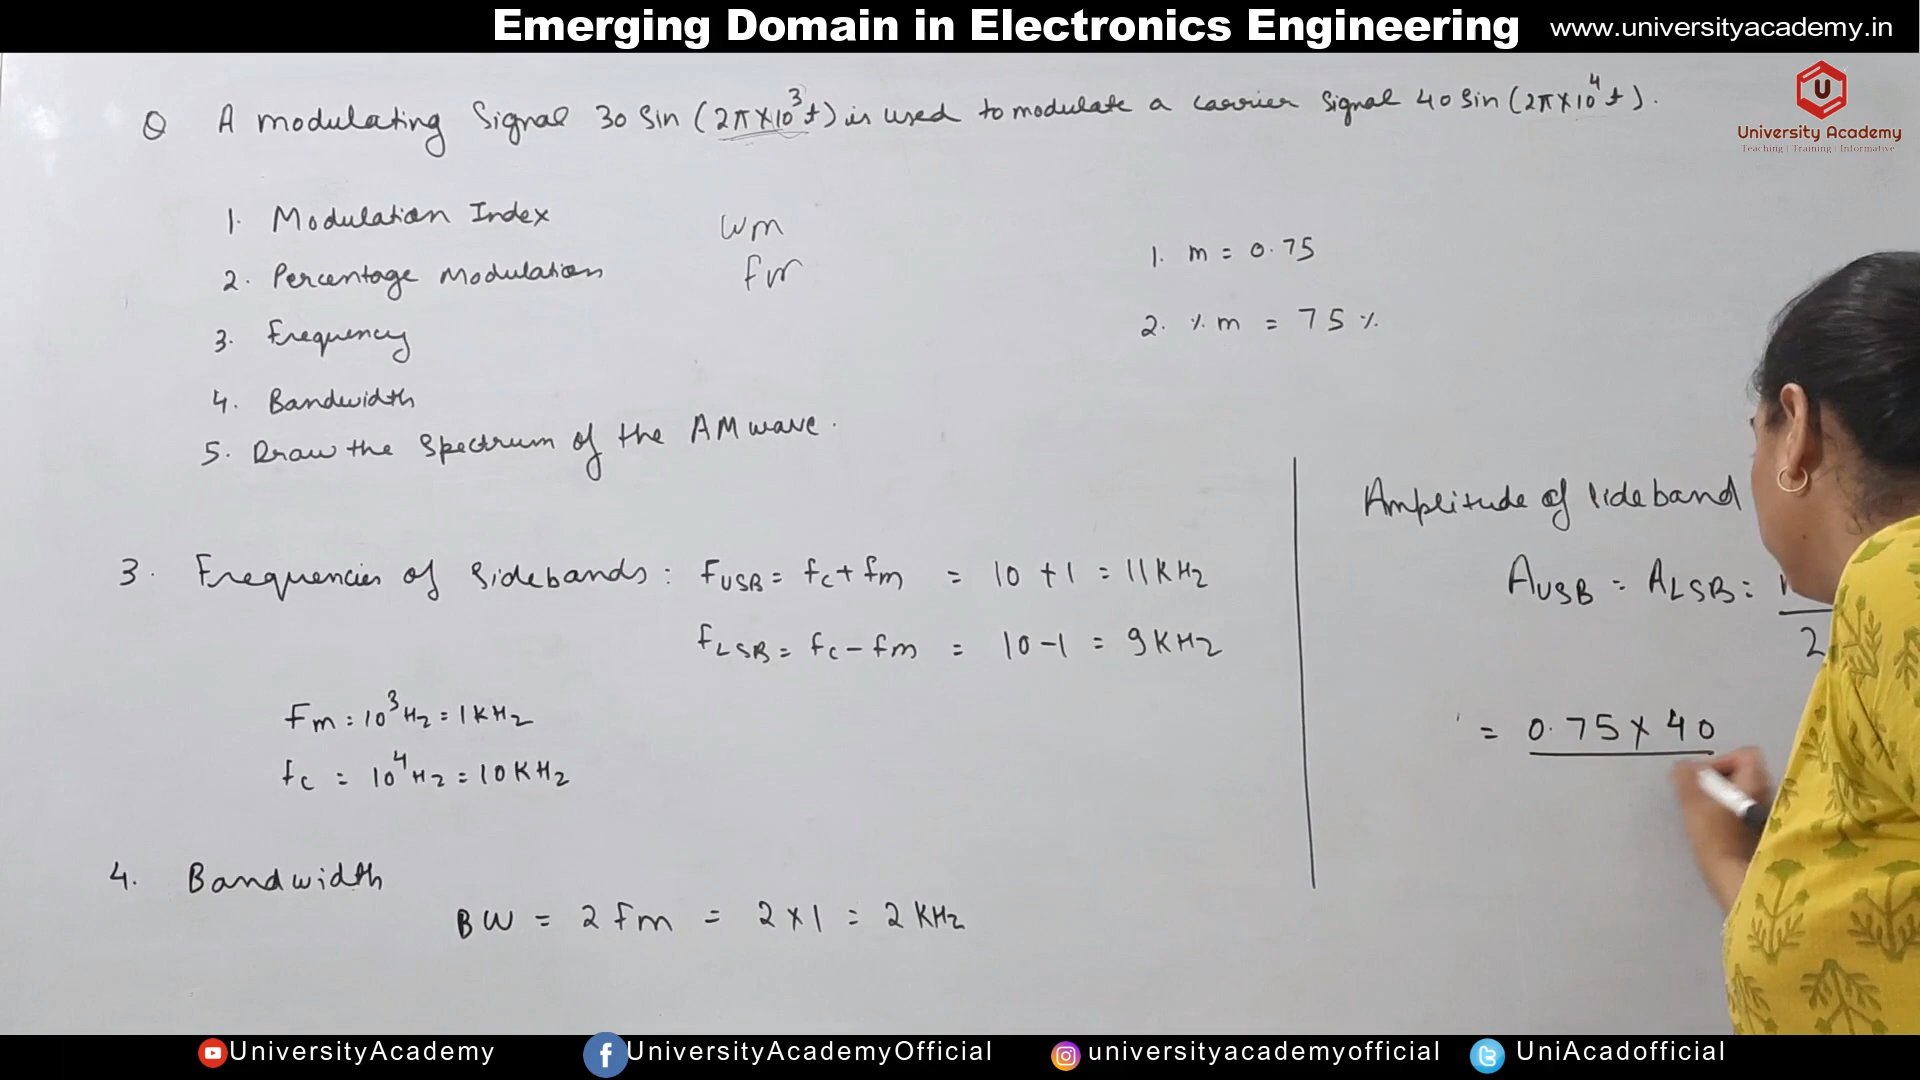 Emerging Domain in Electronics Engineering www.universityacademy.in
Q A modulating Signal 30 Sin (2π×10³t) is used to modulate a carrier signal 40 Sin (2π×10⁴t).
U
University Academy
Teaching | Training | Informative
1. Modulation Index
2. Percentage Modulation
3. Frequency
4. Bandwidth
5. Draw the Spectrum of the AM wave.
Wm
fm
1. m = 0.75
2. % m = 75 %
3. Frequencies of Sidebands : FUSB = fc + fm = 10 + 1 = 11 KHz
fLSB = fc - fm = 10 - 1 = 9 KHz
Fm = 10³ Hz = 1 KHz
fc = 10⁴ Hz = 10 KHz
4. Bandwidth
BW = 2 Fm = 2 × 1 = 2 KHz
Amplitude of Sideband
AUSB = ALSB =
2
= 0.75 × 40
UniversityAcademy UniversityAcademyOfficial universityacademyofficial UniAcadofficial